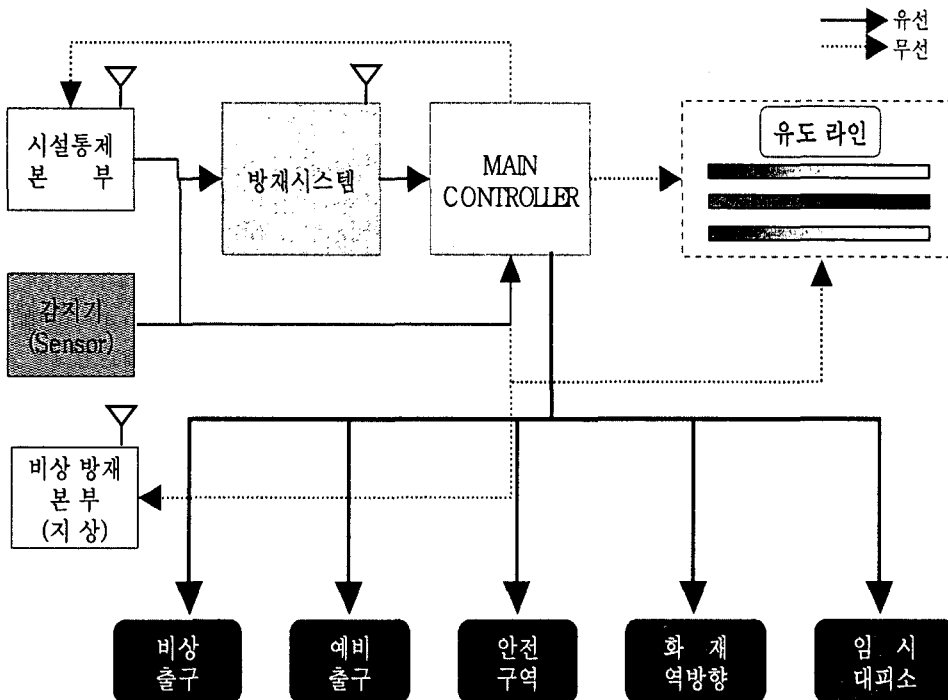 유선
무선
시설통제
본 부
방재시스템
MAIN
CONTROLLER
유도 라인
감지기
(Sensor)
비상 방재
본 부
(지 상)
비상
출구
예비
출구
안전
구역
화 재
역방향
임 시
대피소